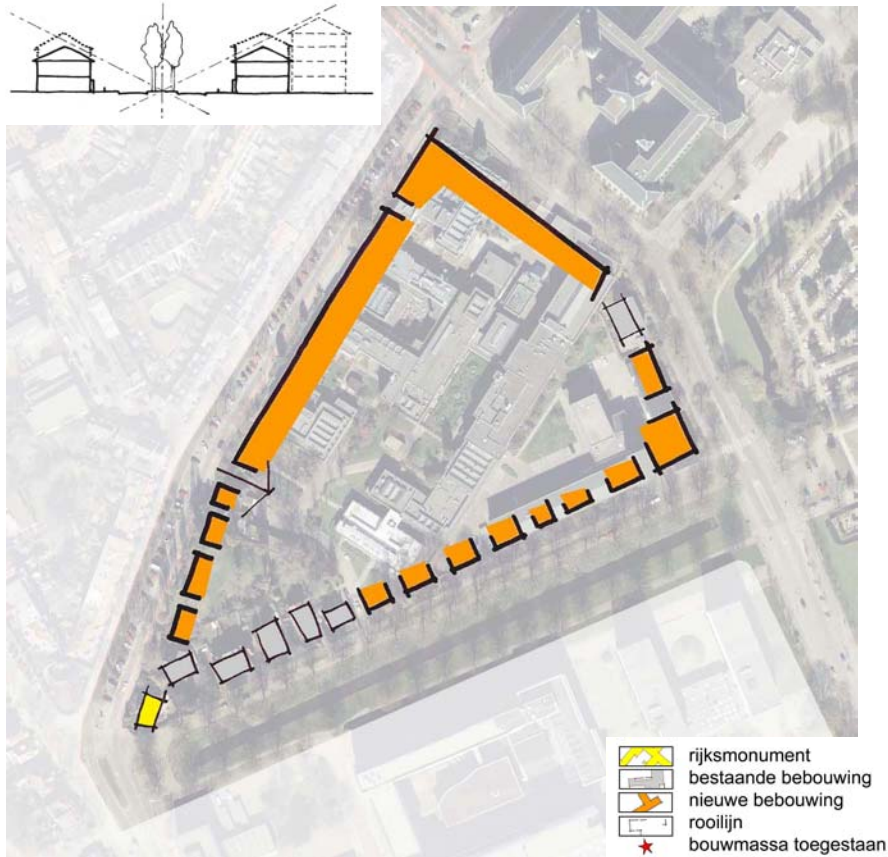 rijksmonument
bestaande bebouwing
nieuwe bebouwing
rooilijn
bouwmassa toegestaan